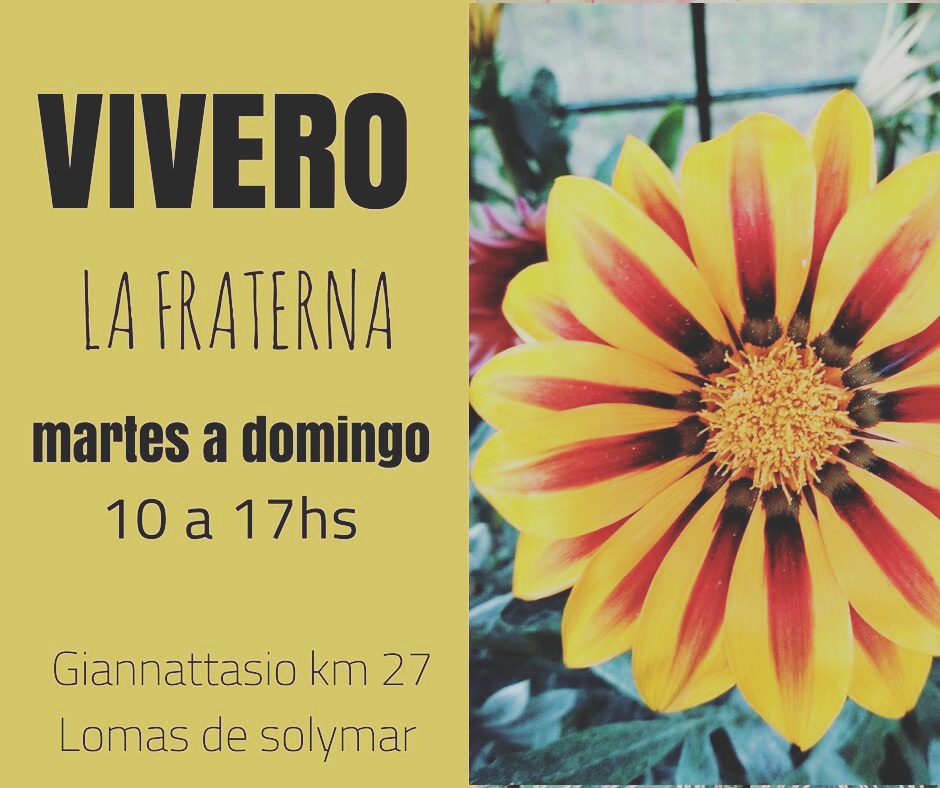 VIVERO
LA FRATERNA
martes a domingo
10 a 17hs
Giannattasio km 27
Lomas de solymar